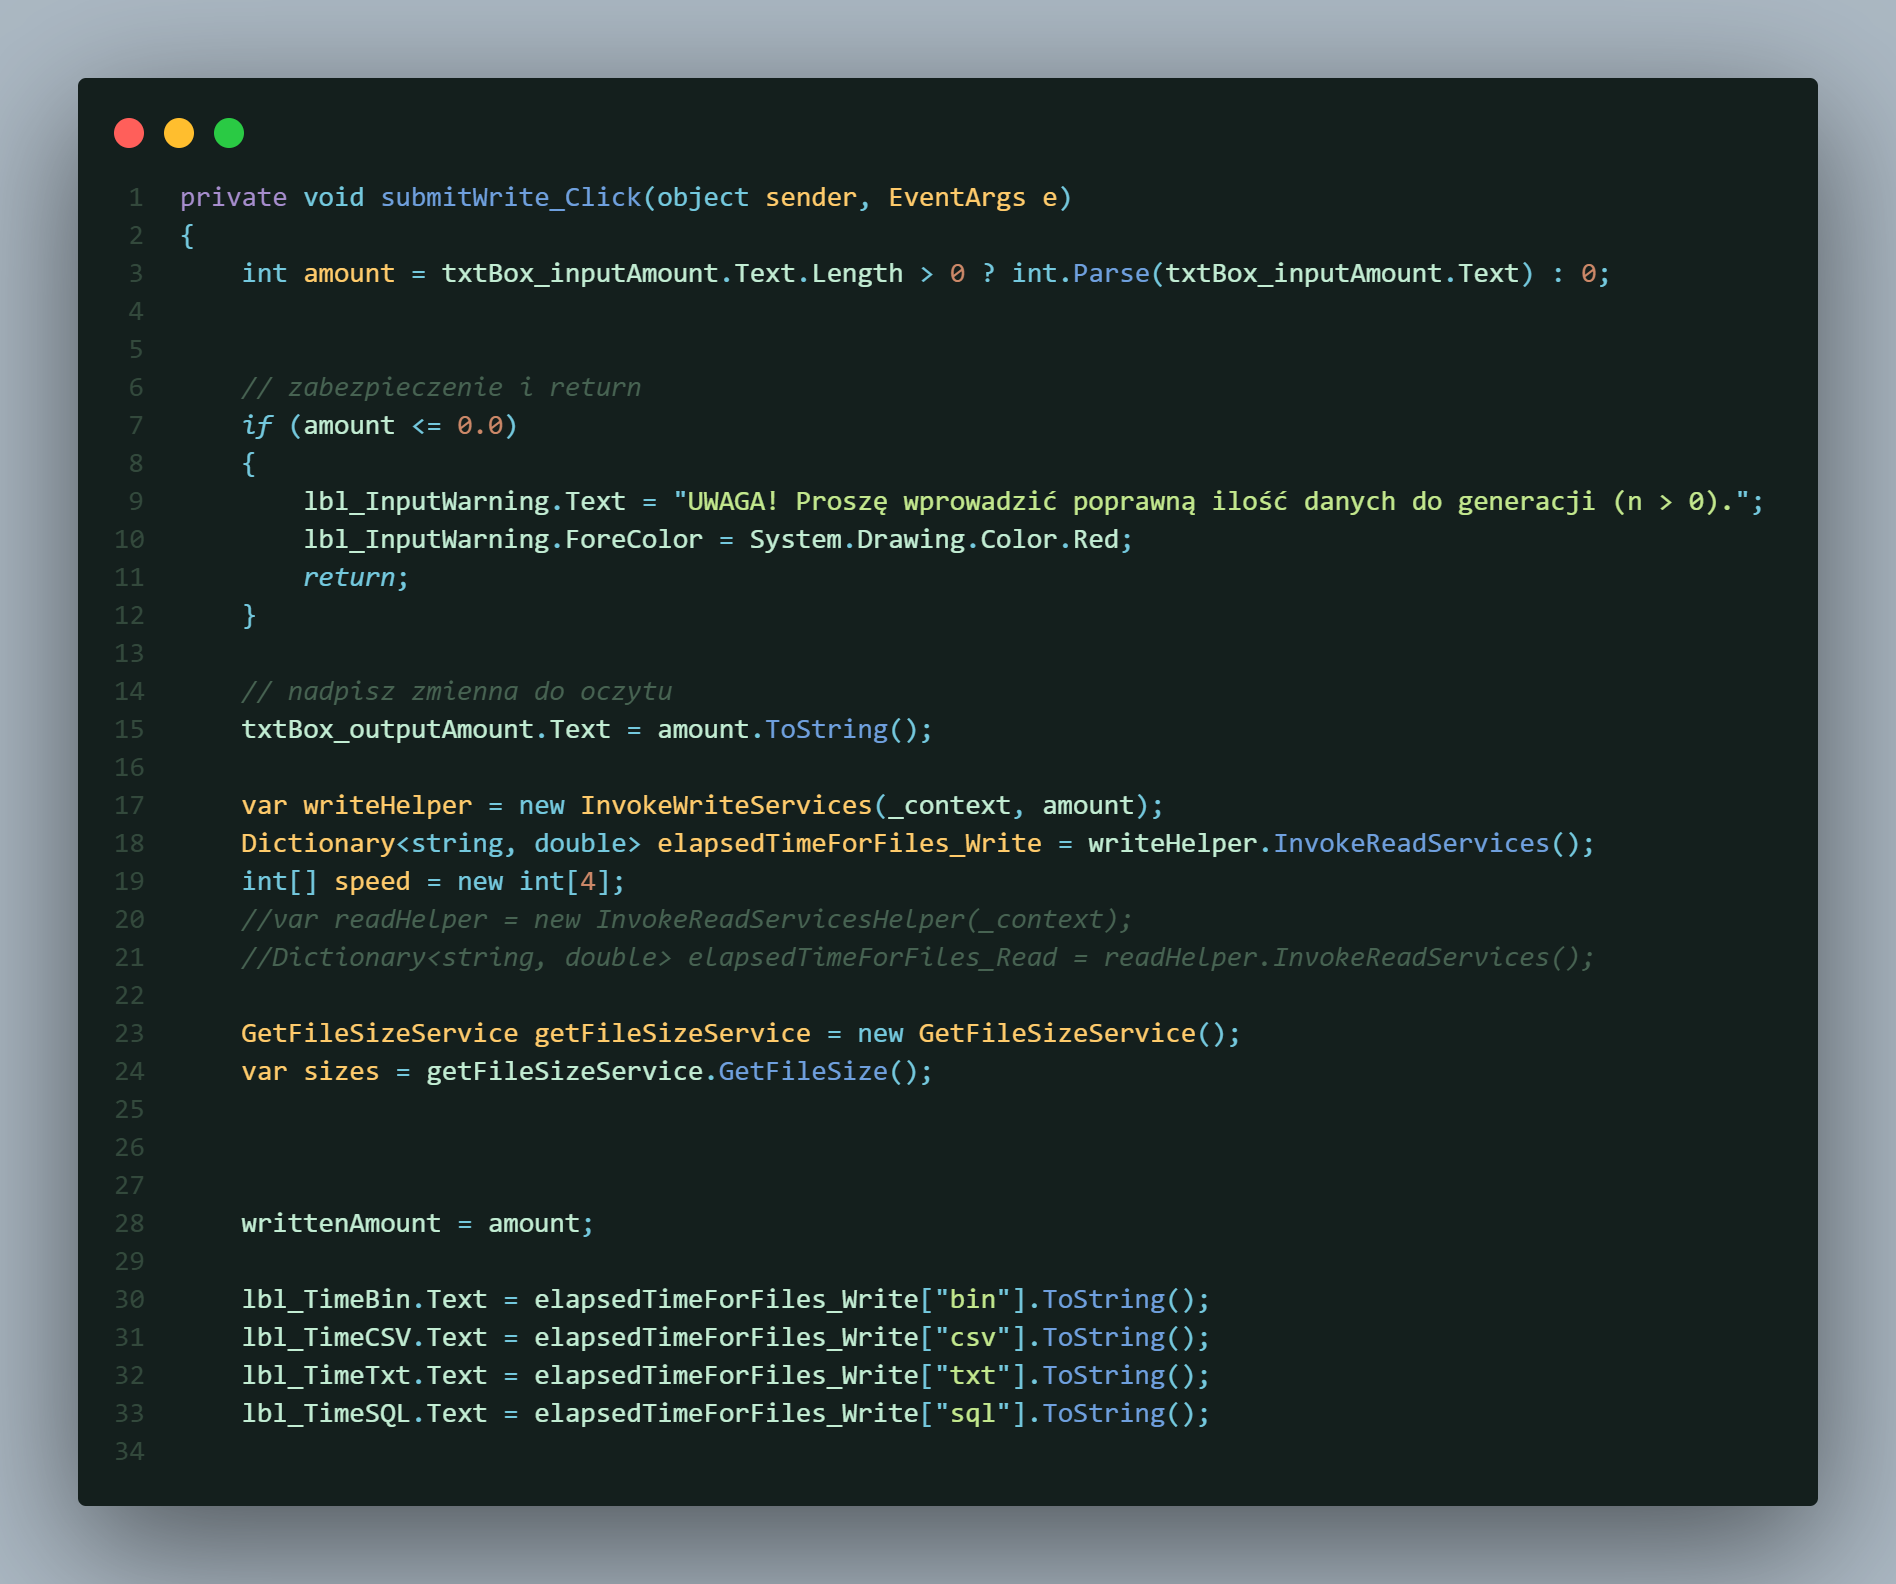 1 private void submitWrite_Click(object sender, EventArgs e)
2 {
3     int amount = txtBox_inputAmount.Text.Length > 0 ? int.Parse(txtBox_inputAmount.Text) : 0;
4
5
6     // zabezpieczenie i return
7     if (amount <= 0.0)
8     {
9         lbl_InputWarning.Text = "UWAGA! Proszę wprowadzić poprawną ilość danych do generacji (n > 0).";
10         lbl_InputWarning.ForeColor = System.Drawing.Color.Red;
11         return;
12     }
13
14     // nadpisz zmienna do oczytu
15     txtBox_outputAmount.Text = amount.ToString();
16
17     var writeHelper = new InvokeWriteServices(_context, amount);
18     Dictionary<string, double> elapsedTimeForFiles_Write = writeHelper.InvokeReadServices();
19     int[] speed = new int[4];
20     //var readHelper = new InvokeReadServicesHelper(_context);
21     //Dictionary<string, double> elapsedTimeForFiles_Read = readHelper.InvokeReadServices();
22
23     GetFileSizeService getFileSizeService = new GetFileSizeService();
24     var sizes = getFileSizeService.GetFileSize();
25
26
27
28     writtenAmount = amount;
29
30     lbl_TimeBin.Text = elapsedTimeForFiles_Write["bin"].ToString();
31     lbl_TimeCSV.Text = elapsedTimeForFiles_Write["csv"].ToString();
32     lbl_TimeTxt.Text = elapsedTimeForFiles_Write["txt"].ToString();
33     lbl_TimeSQL.Text = elapsedTimeForFiles_Write["sql"].ToString();
34